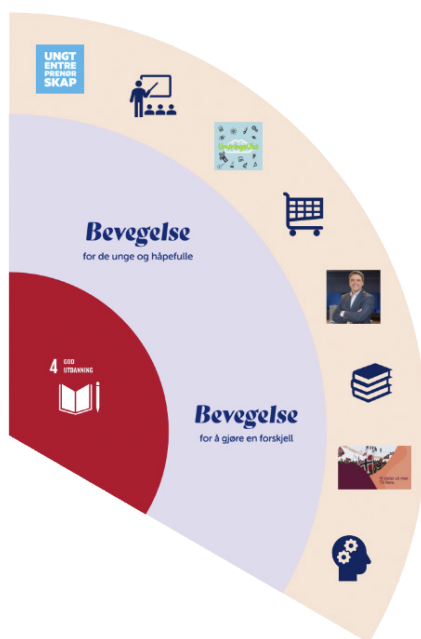 UNGT
ENTRE
PRENØR
SKAP
Bevegelse
for de unge og håpefulle
4 GOD
UTDANNING
Bevegelse
for å gjøre en forskjell